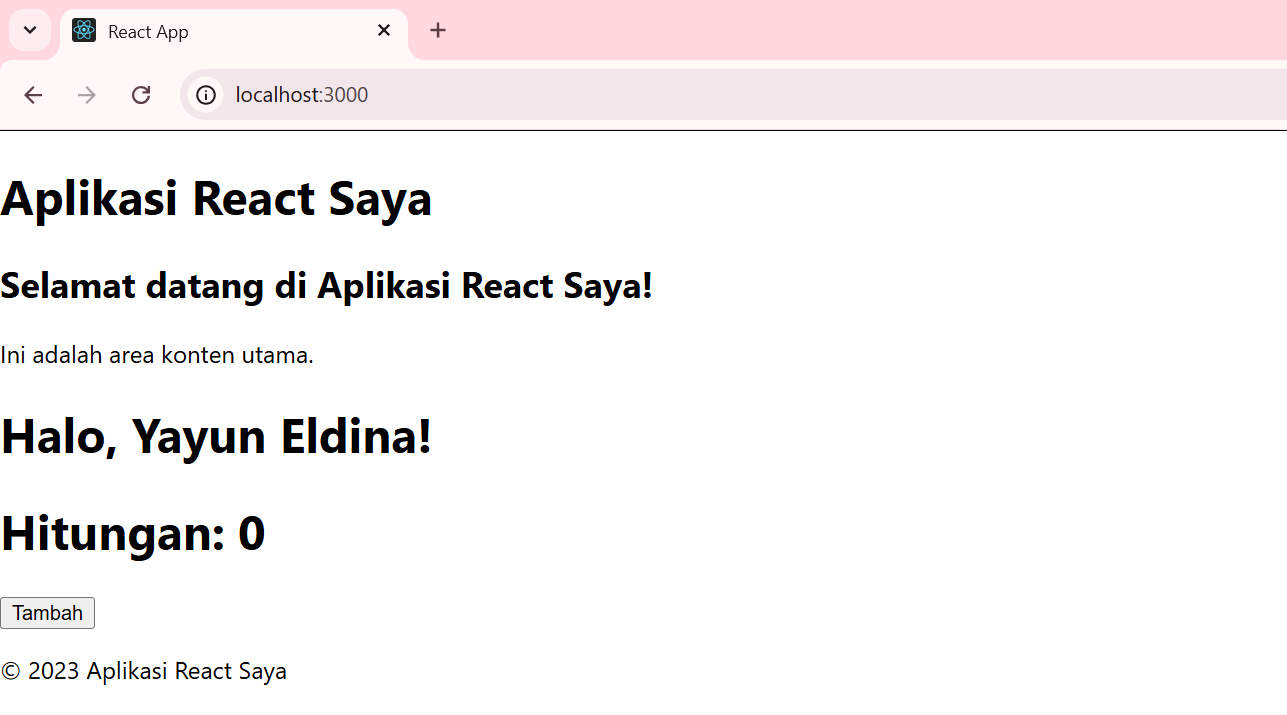 React App
localhost:3000
Aplikasi React Saya
Selamat datang di Aplikasi React Saya!
Ini adalah area konten utama.
Halo, Yayun Eldina!
Hitungan: 0
Tambah
© 2023 Aplikasi React Saya